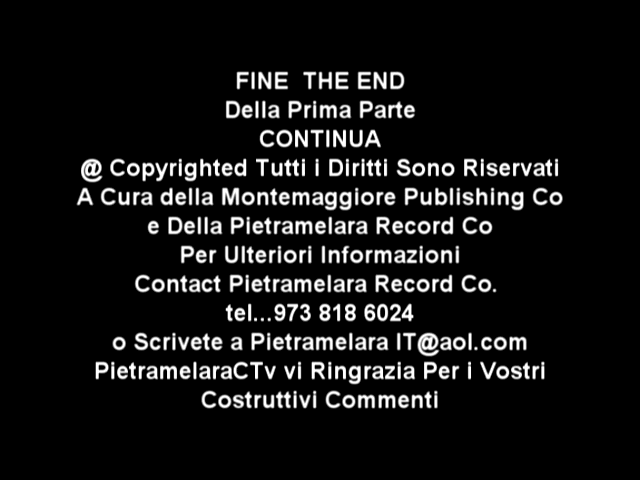 FINE  THE END
Della Prima Parte
CONTINUA
@ Copyrighted Tutti i Diritti Sono Riservati
A Cura della Montemaggiore Publishing Co
e Della Pietramelara Record Co
Per Ulteriori Informazioni
Contact Pietramelara Record Co.
tel...973 818 6024
o Scrivete a Pietramelara IT@aol.com
PietramelaraCTv vi Ringrazia Per i Vostri
Costruttivi Commenti